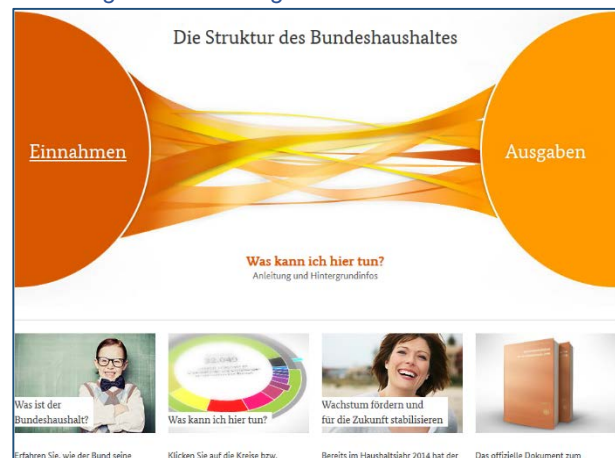 Die Struktur des Bundeshaushaltes
Einnahmen
Ausgaben
Was kann ich hier tun?
Anleitung und Hintergrundinfos
Was ist der
Bundeshaushalt?
Was kann ich hier tun?
Wachstum fördern und
für die Zukunft stabilisieren
Erfahren Sie, wie der Bund seine
Klicken Sie auf die Kreise bzw.
Bereits im Haushaltsjahr 2014 hat der
Das offizielle Dokument zum